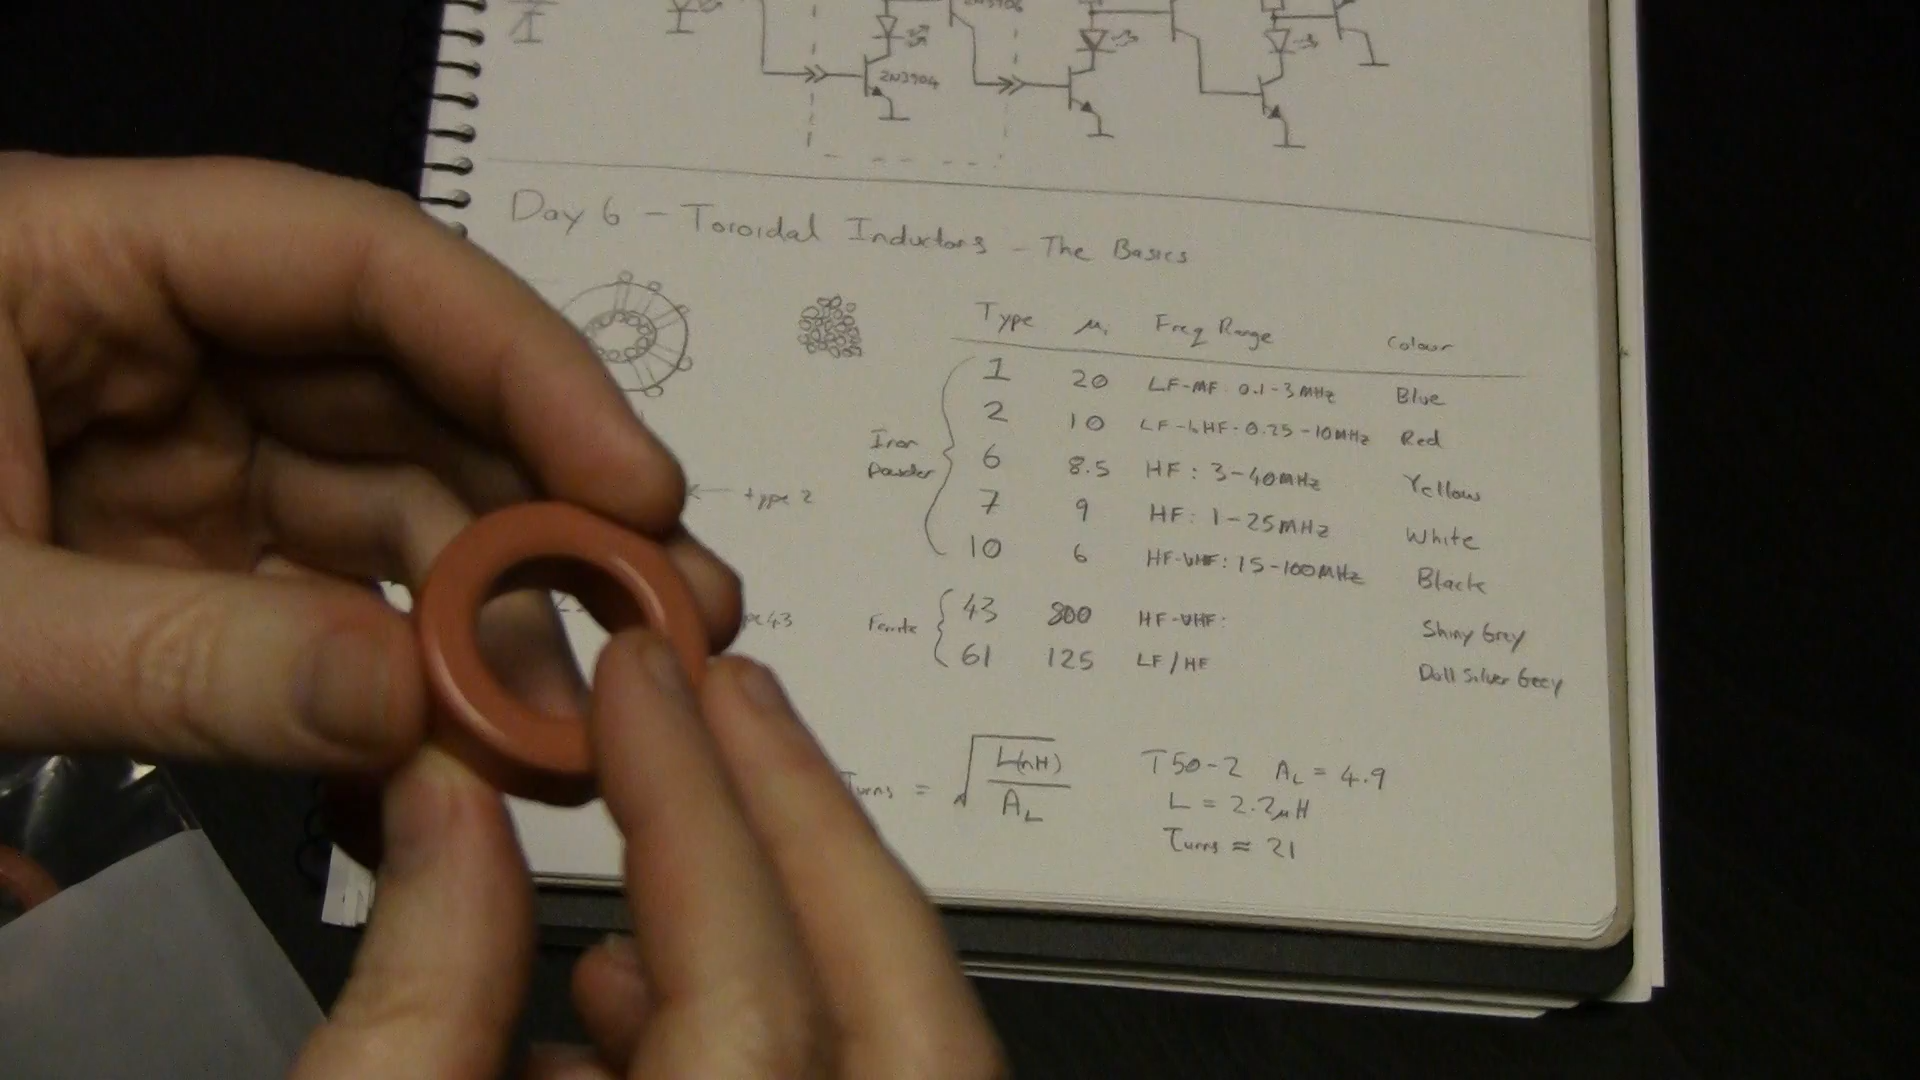 2N3906
2N3904
Day 6 - Toroidal Inductors - The Basics
Type μi Freq Range Colour
Iron Powder
1 20 LF-MF. 0.1-3MHz Blue
2 10 LF-HF. 0.25-10MHz Red
6 8.5 HF: 3-40MHz Yellow
7 9 HF: 1-25MHz White
10 6 HF-VHF: 15-100MHz Black
Ferrite
43 800 HF-VHF: Shiny Grey
61 125 LF/HF Dull Silver Grey
← type 2
Turns = √ L(nH) / AL
T50-2 AL = 4.9
L = 2.2μH
Turns ≈ 21